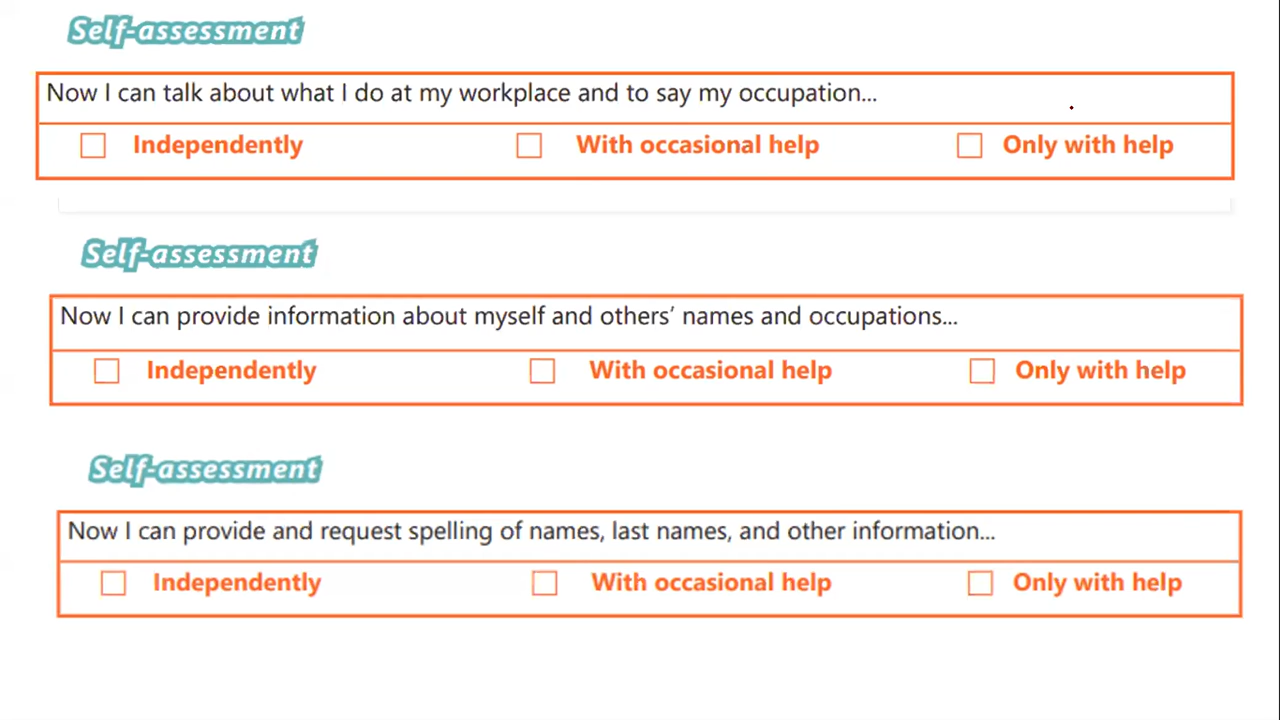 Self-assessment
Now I can talk about what I do at my workplace and to say my occupation...
Independently With occasional help Only with help
Self-assessment
Now I can provide information about myself and others’ names and occupations...
Independently With occasional help Only with help
Self-assessment
Now I can provide and request spelling of names, last names, and other information...
Independently With occasional help Only with help